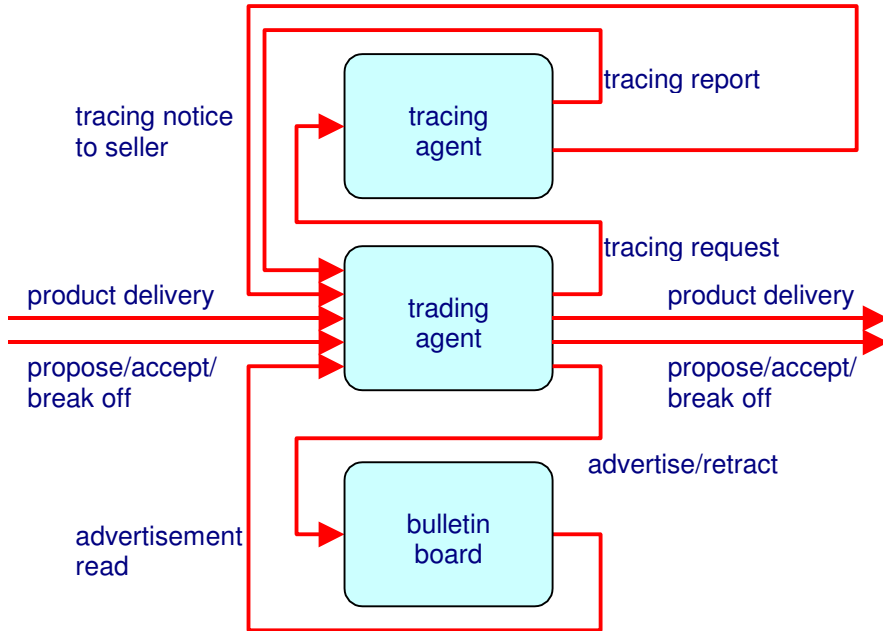 tracing report
tracing notice
to seller
tracing
agent
tracing request
product delivery
trading
agent
product delivery
propose/accept/
break off
propose/accept/
break off
advertise/retract
advertisement
read
bulletin
board